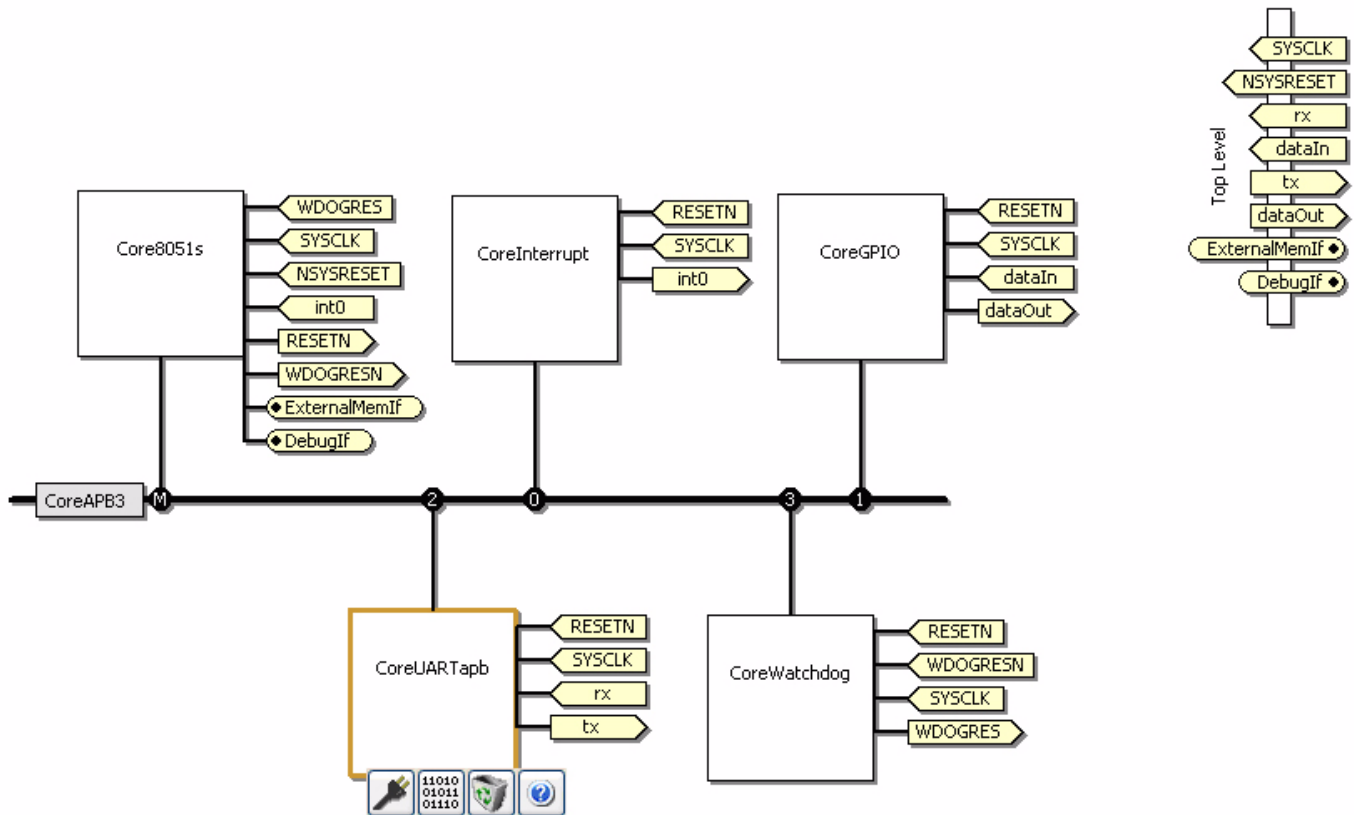 SYSCLK
NSYSRESET
rx
dataIn
tx
dataOut
ExternalMemIf
DebugIf
Top Level
Core8051s
WDOGRES
SYSCLK
NSYSRESET
int0
RESETN
WDOGRESN
ExternalMemIf
DebugIf
CoreInterrupt
RESETN
SYSCLK
int0
CoreGPIO
RESETN
SYSCLK
dataIn
dataOut
CoreAPB3
M
2
0
3
1
CoreUARTapb
RESETN
SYSCLK
rx
tx
11010
01011
01110
?
CoreWatchdog
RESETN
WDOGRESN
SYSCLK
WDOGRES